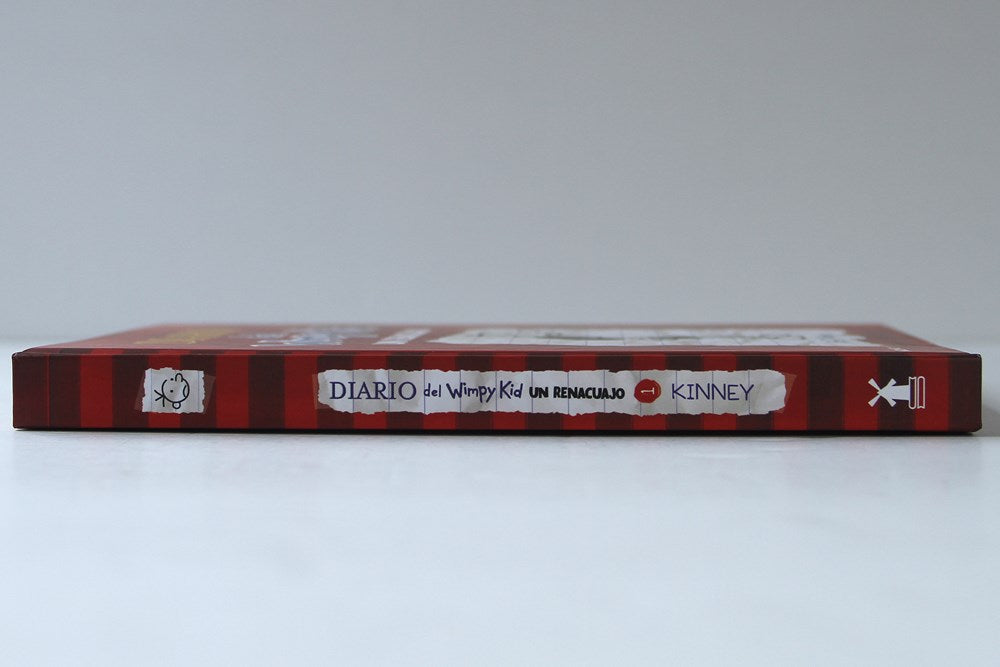 DIARIO del Wimpy Kid UN RENACUAJO 1 KINNEY